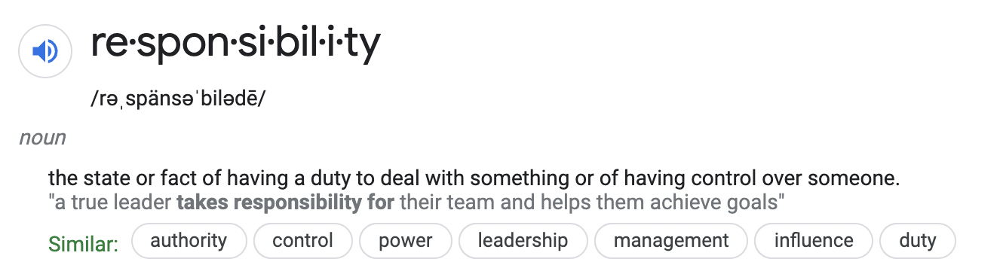 re·spon·si·bil·i·ty
/rəˌspänsəˈbilədē/
noun
the state or fact of having a duty to deal with something or of having control over someone.
"a true leader takes responsibility for their team and helps them achieve goals"
Similar: authority control power leadership management influence duty